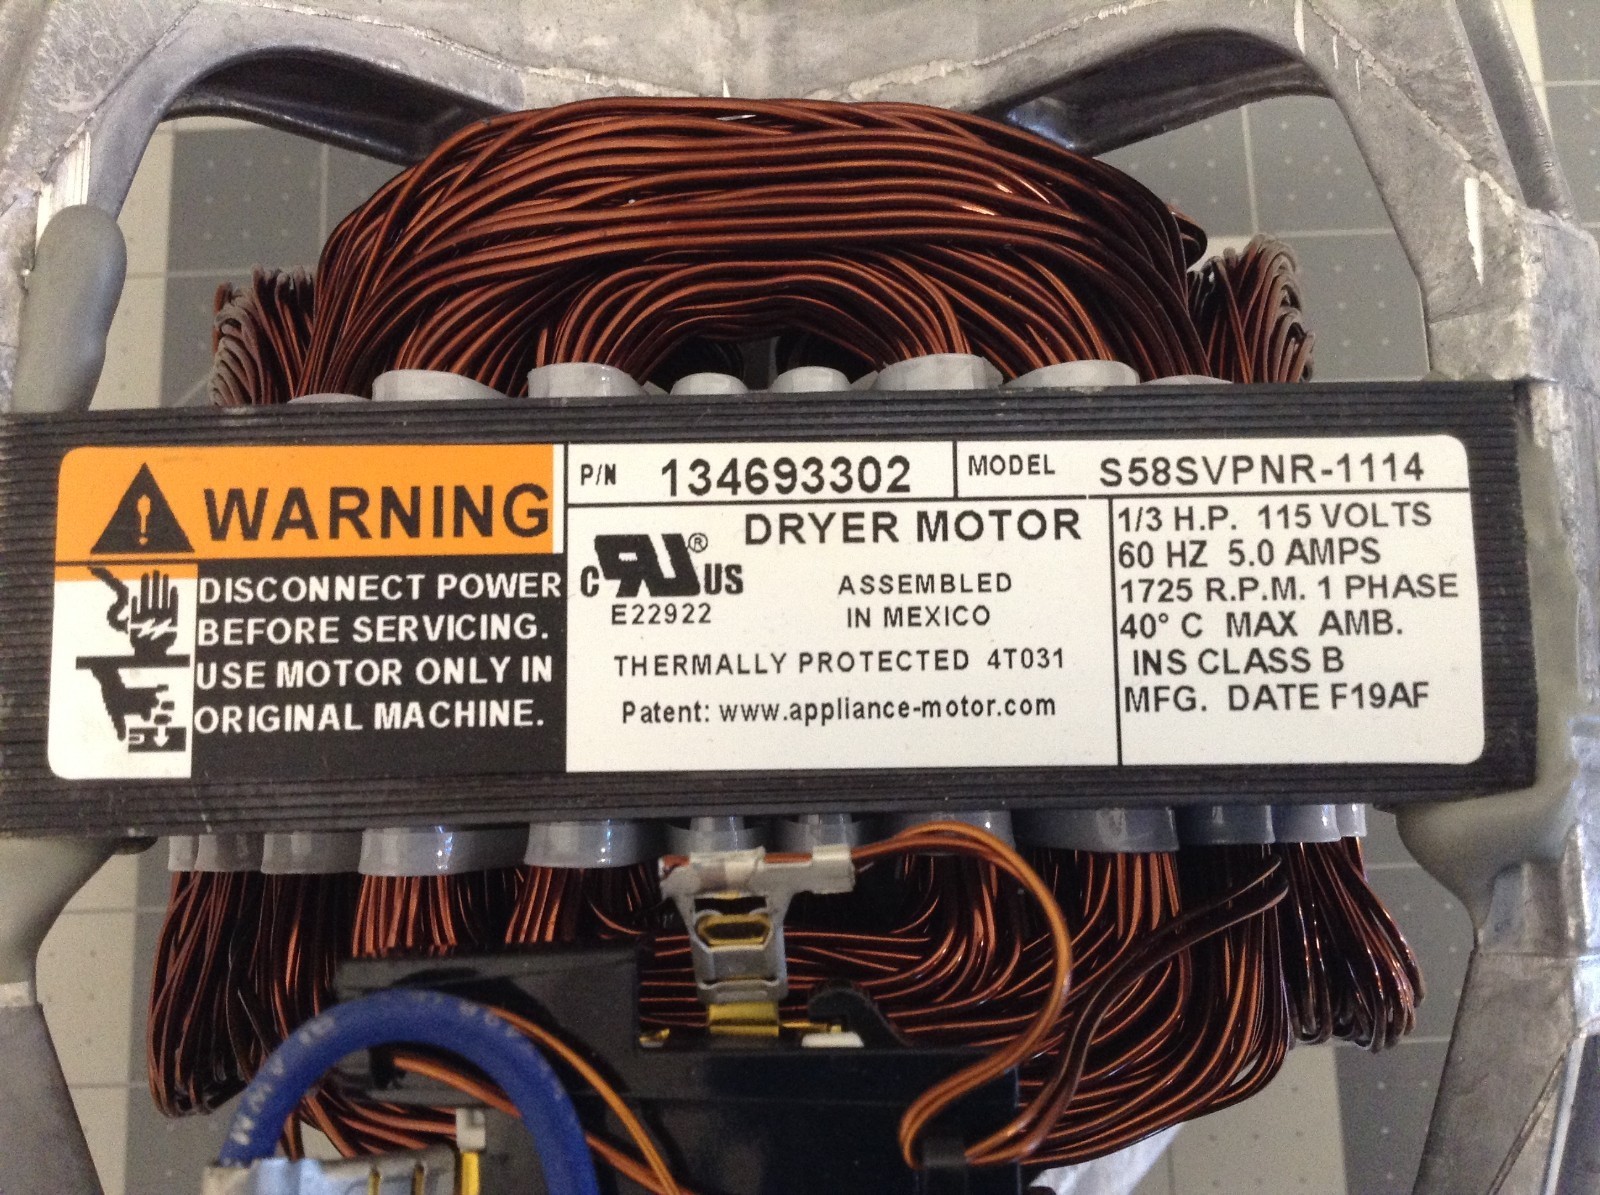 WARNING
DISCONNECT POWER
BEFORE SERVICING.
USE MOTOR ONLY IN
ORIGINAL MACHINE.
P/N 134693302
MODEL S58SVPNR-1114
DRYER MOTOR
C RU® US
E22922
ASSEMBLED
IN MEXICO
THERMALLY PROTECTED 4T031
Patent: www.appliance-motor.com
1/3 H.P. 115 VOLTS
60 HZ 5.0 AMPS
1725 R.P.M. 1 PHASE
40° C MAX AMB.
INS CLASS B
MFG. DATE F19AF